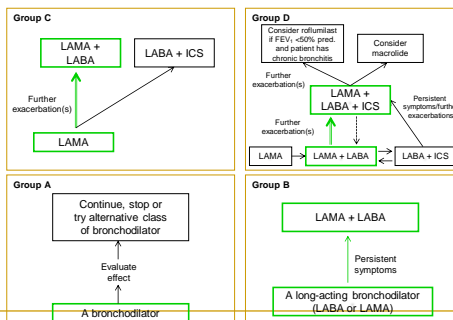 Group C
LAMA +
LABA
LABA + ICS
Further
exacerbation(s)
LAMA
Group D
Consider roflumilast
if FEV₁ <50% pred.
and patient has
chronic bronchitis
Consider
macrolide
Further
exacerbation(s)
LAMA +
LABA + ICS
Persistent
symptoms/further
exacerbations
Further
exacerbation(s)
LAMA
LAMA + LABA
LABA + ICS
Group A
Continue, stop or
try alternative class
of bronchodilator
Evaluate
effect
A bronchodilator
Group B
LAMA + LABA
Persistent
symptoms
A long-acting bronchodilator
(LABA or LAMA)